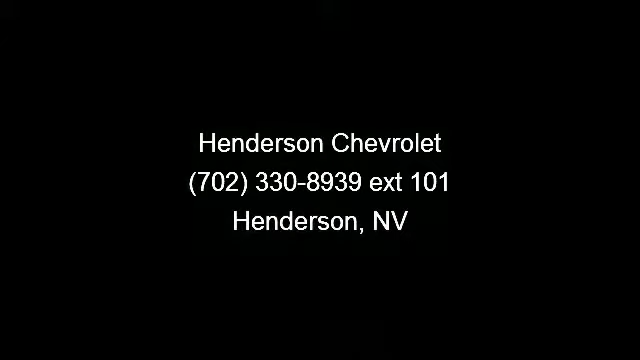 Henderson Chevrolet
(702) 330-8939 ext 101
Henderson, NV